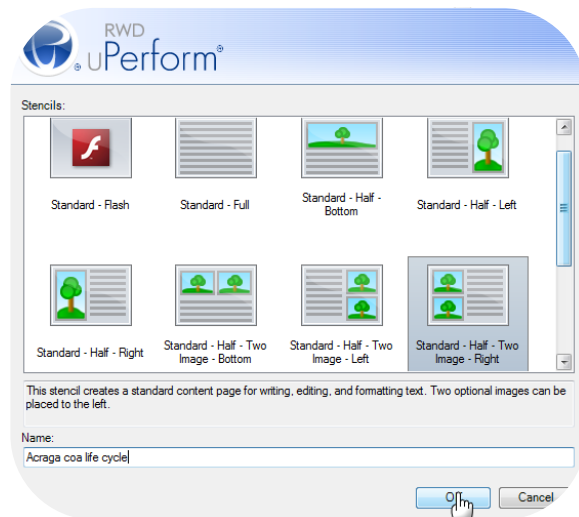 RWD
uPerform®
Stencils:
Standard - Flash
Standard - Full
Standard - Half -
Bottom
Standard - Half - Left
Standard - Half - Right
Standard - Half - Two
Image - Bottom
Standard - Half - Two
Image - Left
Standard - Half - Two
Image - Right
This stencil creates a standard content page for writing, editing, and formatting text. Two optional images can be
placed to the left.
Name:
Acraga coa life cycle
Cancel